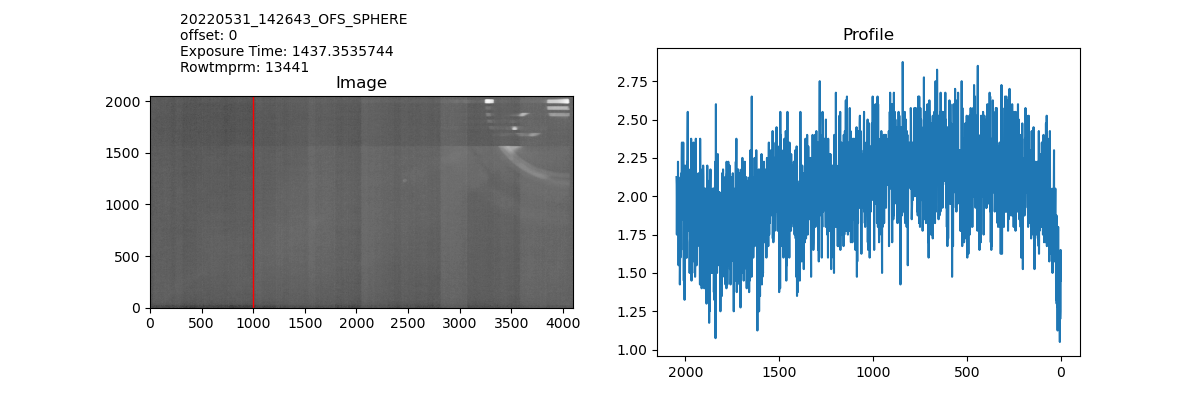 20220531_142643_OFS_SPHERE
offset: 0
Exposure Time: 1437.3535744
Rowtmprm: 13441
Image
2000
1500
1000
500
0
0 500 1000 1500 2000 2500 3000 3500 4000
Profile
2.75
2.50
2.25
2.00
1.75
1.50
1.25
1.00
2000 1500 1000 500 0